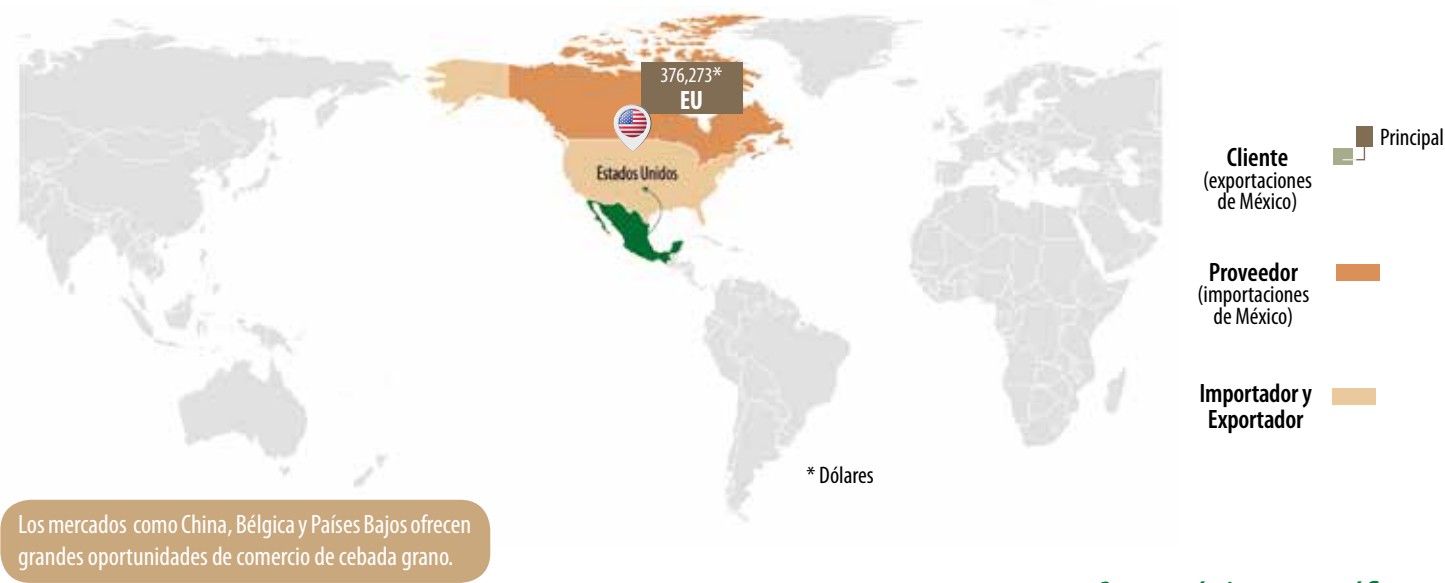 376,273*
EU
Estados Unidos
Cliente
(exportaciones
de México)
Principal
Proveedor
(importaciones
de México)
Importador y
Exportador
* Dólares
Los mercados como China, Bélgica y Países Bajos ofrecen
grandes oportunidades de comercio de cebada grano.